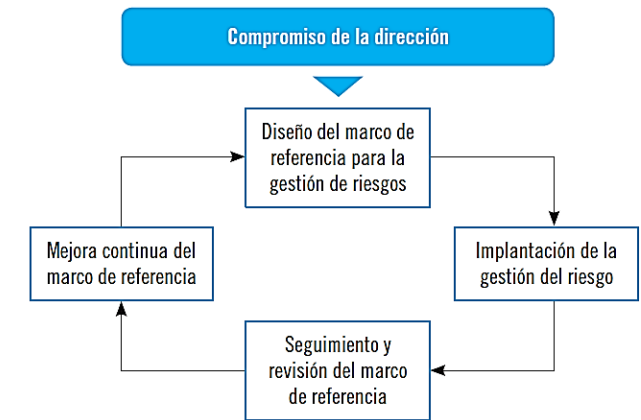 Compromiso de la dirección
Diseño del marco de
referencia para la
gestión de riesgos
Mejora continua del
marco de referencia
Implantación de la
gestión del riesgo
Seguimiento y
revisión del marco
de referencia